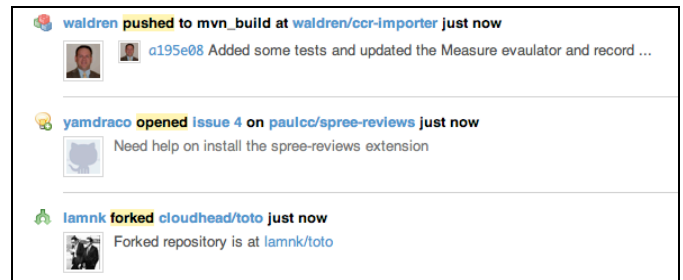 waldren pushed to mvn_build at waldren/ccr-importer just now
a195e08 Added some tests and updated the Measure evaulator and record ...
yamdraco opened issue 4 on paulcc/spree-reviews just now
Need help on install the spree-reviews extension
lamnk forked cloudhead/toto just now
Forked repository is at lamnk/toto